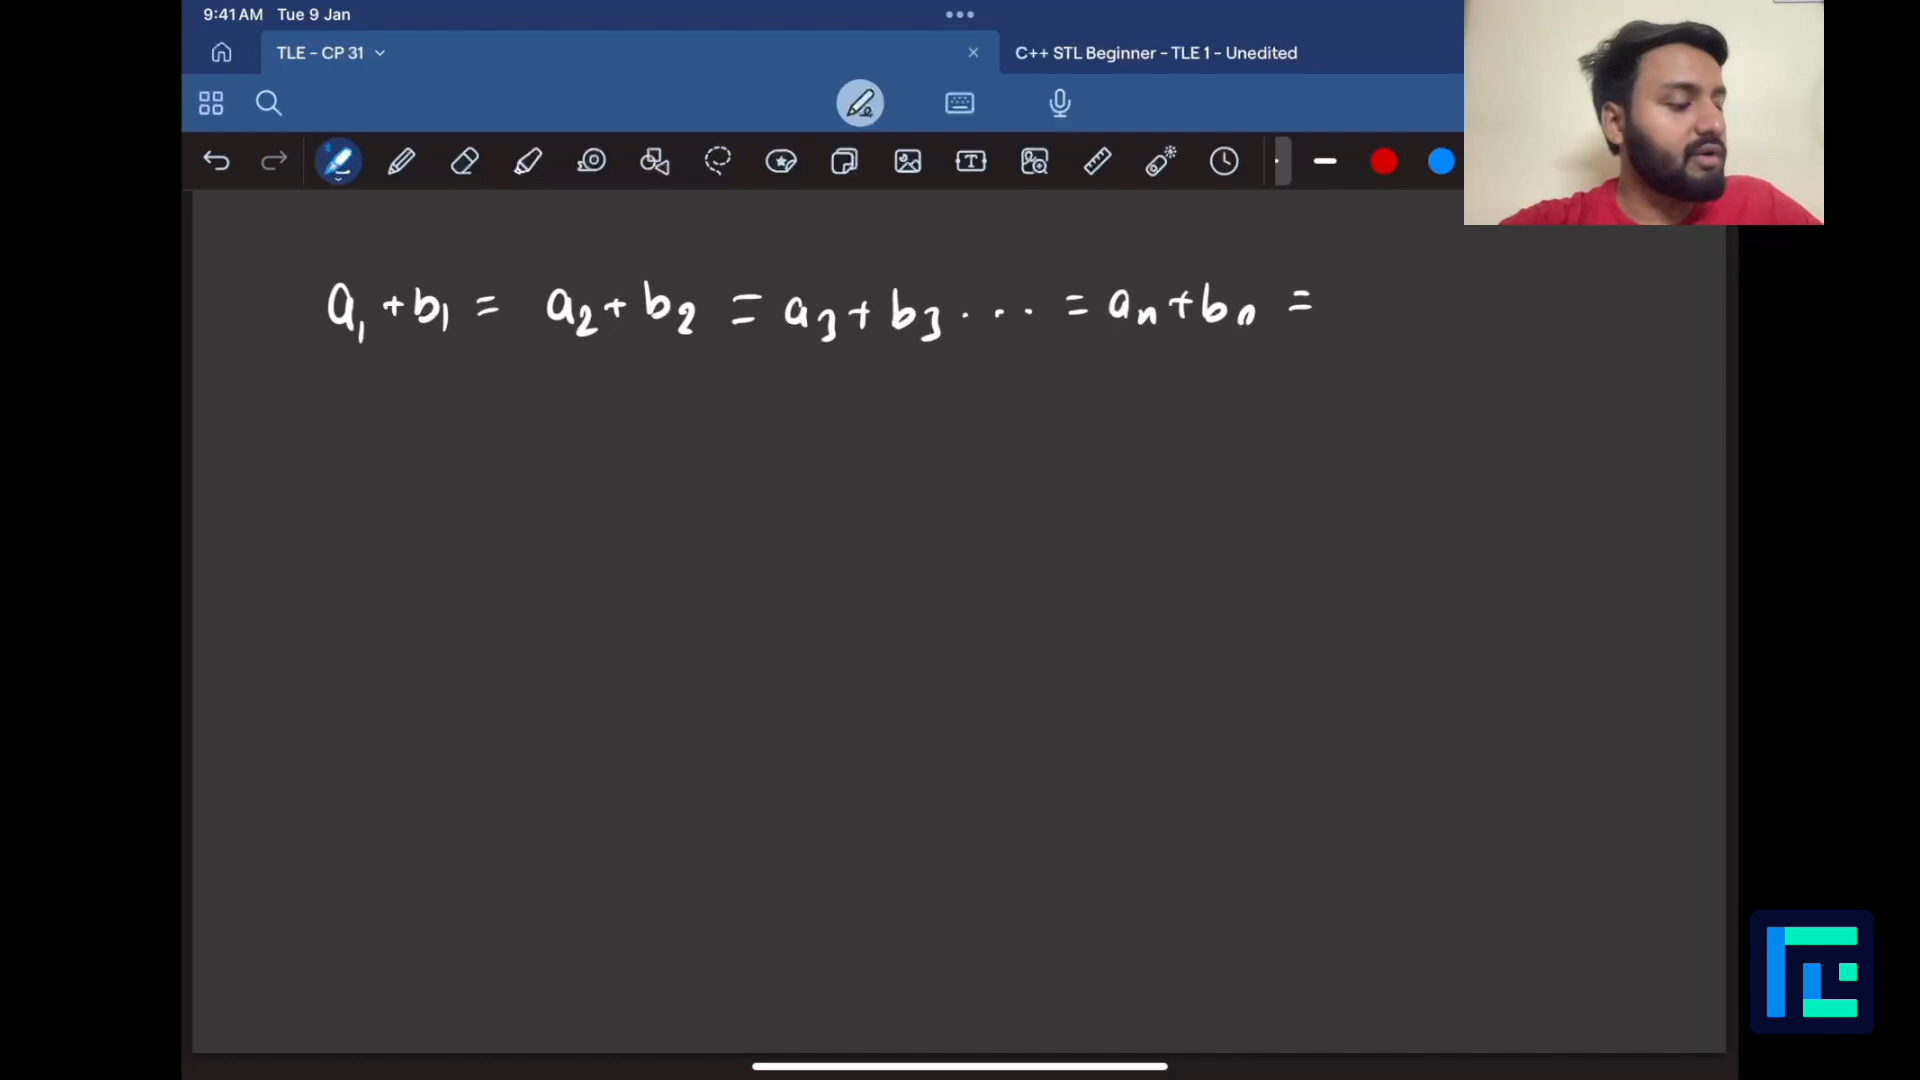 9:41 AM Tue 9 Jan
TLE - CP 31 C++ STL Beginner - TLE 1 - Unedited
a₁ + b₁ = a₂ + b₂ = a₃ + b₃ . . . . = aₙ + bₙ =